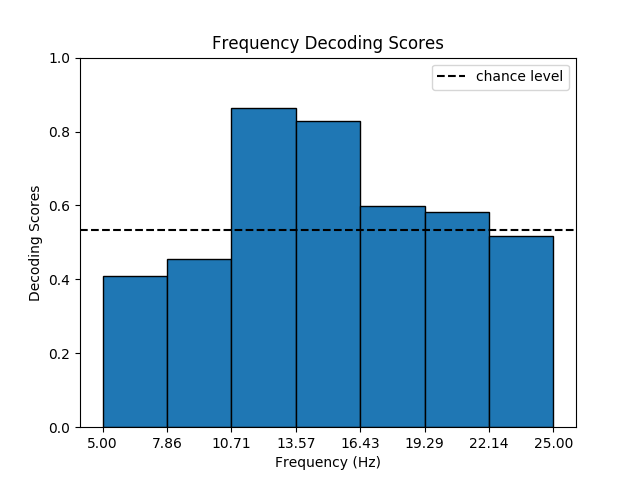 Frequency Decoding Scores
chance level
1.0
0.8
0.6
0.4
0.2
0.0
Decoding Scores
5.00 7.86 10.71 13.57 16.43 19.29 22.14 25.00
Frequency (Hz)